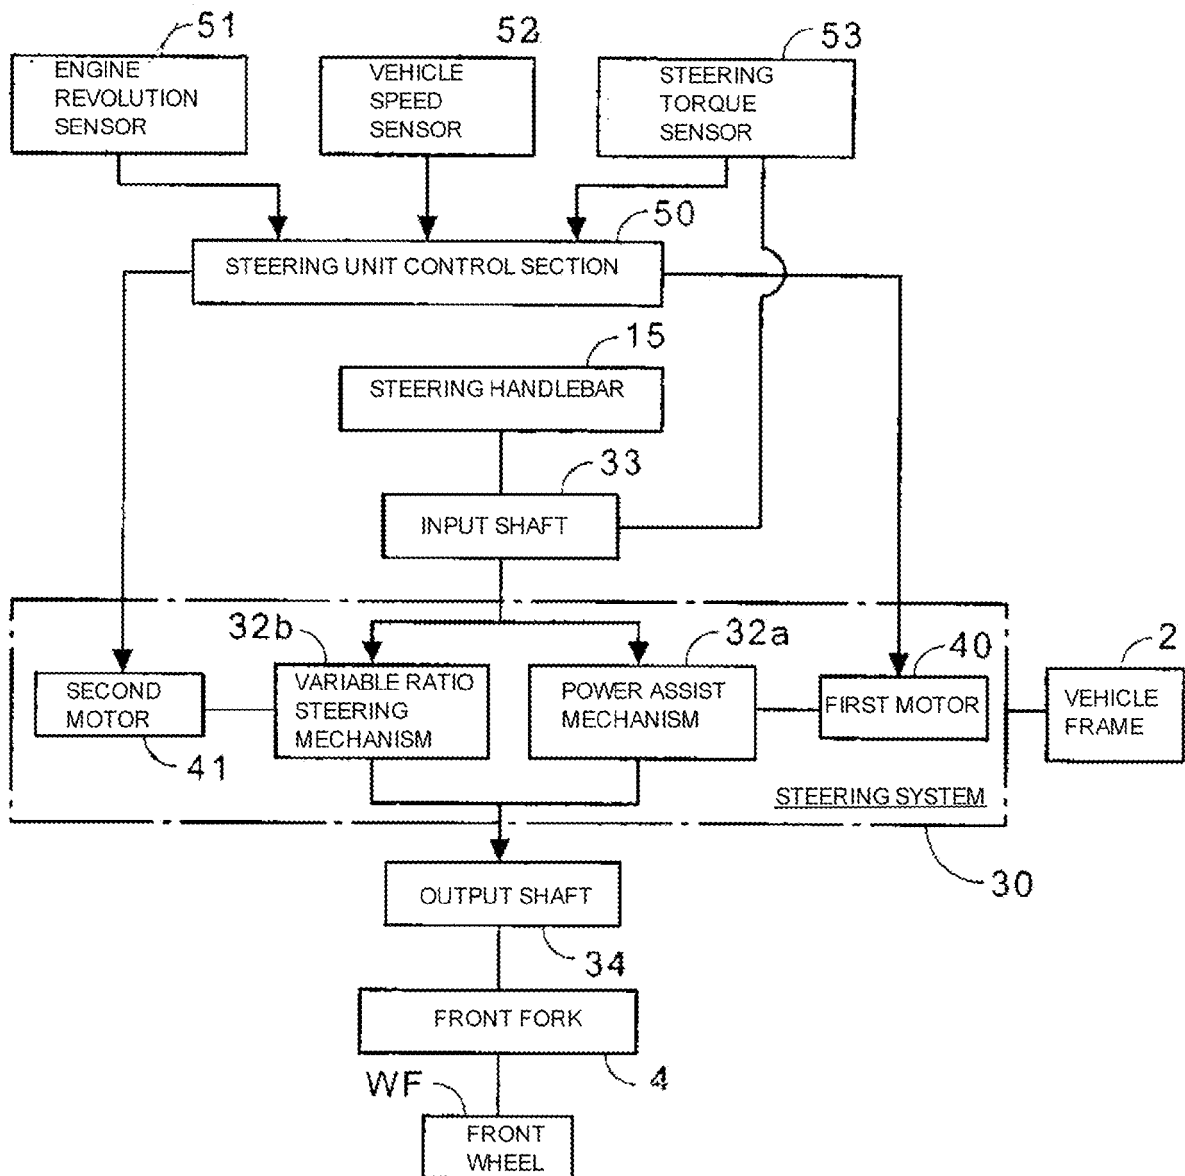 51
52
53
ENGINE
REVOLUTION
SENSOR
VEHICLE
SPEED
SENSOR
STEERING
TORQUE
SENSOR
50
STEERING UNIT CONTROL SECTION
15
STEERING HANDLEBAR
33
INPUT SHAFT
32b
32a
40
2
SECOND
MOTOR
41
VARIABLE RATIO
STEERING
MECHANISM
POWER ASSIST
MECHANISM
FIRST MOTOR
VEHICLE
FRAME
STEERING SYSTEM
30
OUTPUT SHAFT
34
FRONT FORK
4
WF
FRONT
WHEEL